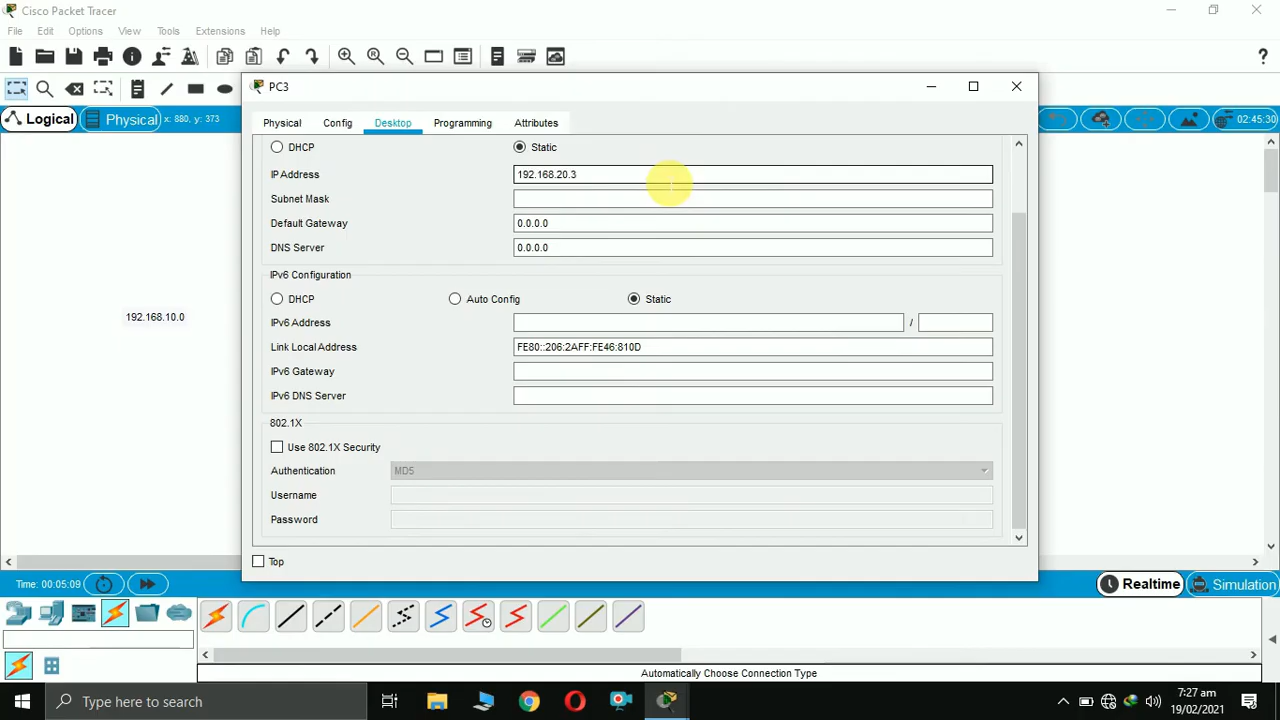 Cisco Packet Tracer
File Edit Options View Tools Extensions Help
Logical
Physical
x: 880, y: 373
02:45:30
PC3
Physical Config Desktop Programming Attributes
DHCP Static
IP Address 192.168.20.3
Subnet Mask
Default Gateway 0.0.0.0
DNS Server 0.0.0.0
IPv6 Configuration
DHCP Auto Config Static
IPv6 Address /
Link Local Address FE80::206:2AFF:FE46:810D
IPv6 Gateway
IPv6 DNS Server
802.1X
Use 802.1X Security
Authentication MD5
Username
Password
Top
192.168.10.0
Time: 00:05:09
Realtime
Simulation
Automatically Choose Connection Type
Type here to search
7:27 am
19/02/2021